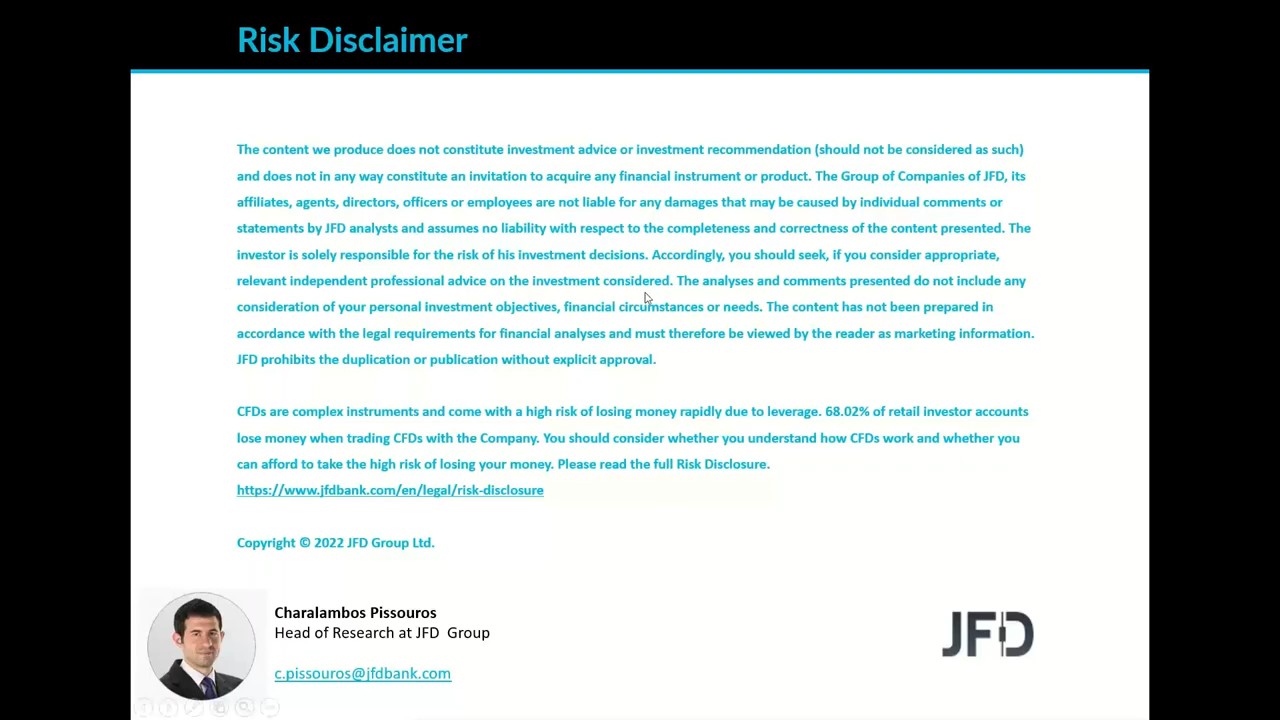 Risk Disclaimer
The content we produce does not constitute investment advice or investment recommendation (should not be considered as such)
and does not in any way constitute an invitation to acquire any financial instrument or product. The Group of Companies of JFD, its
affiliates, agents, directors, officers or employees are not liable for any damages that may be caused by individual comments or
statements by JFD analysts and assumes no liability with respect to the completeness and correctness of the content presented. The
investor is solely responsible for the risk of his investment decisions. Accordingly, you should seek, if you consider appropriate,
relevant independent professional advice on the investment considered. The analyses and comments presented do not include any
consideration of your personal investment objectives, financial circumstances or needs. The content has not been prepared in
accordance with the legal requirements for financial analyses and must therefore be viewed by the reader as marketing information.
JFD prohibits the duplication or publication without explicit approval.
CFDs are complex instruments and come with a high risk of losing money rapidly due to leverage. 68.02% of retail investor accounts
lose money when trading CFDs with the Company. You should consider whether you understand how CFDs work and whether you
can afford to take the high risk of losing your money. Please read the full Risk Disclosure.
https://www.jfdbank.com/en/legal/risk-disclosure
Copyright © 2022 JFD Group Ltd.
Charalambos Pissouros
Head of Research at JFD Group
c.pissouros@jfdbank.com
JFD